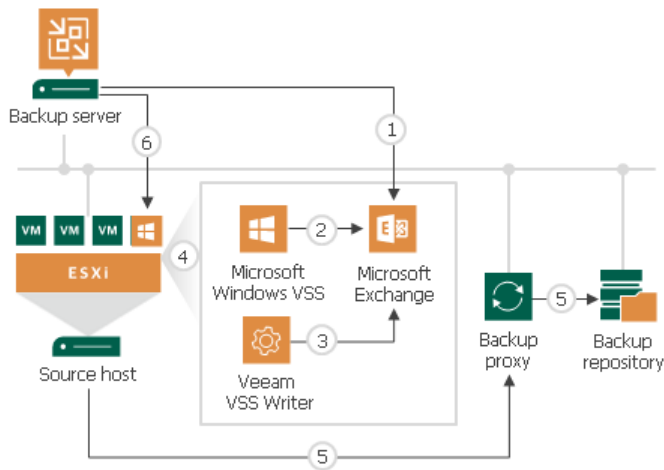 Backup server
1
6
VM
VM
VM
ESXi
4
2
Microsoft
Windows VSS
E
Microsoft
Exchange
3
Veeam
VSS Writer
Source host
5
Backup
proxy
Backup
repository
5